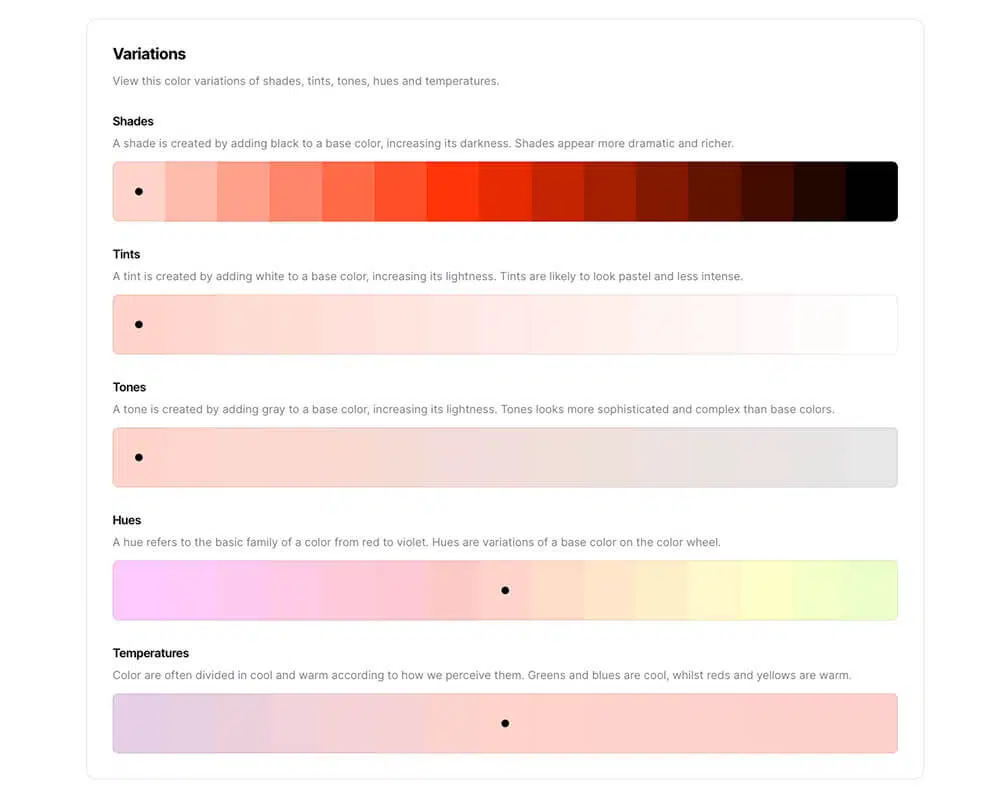 Variations
View this color variations of shades, tints, tones, hues and temperatures.
Shades
A shade is created by adding black to a base color, increasing its darkness. Shades appear more dramatic and richer.
Tints
A tint is created by adding white to a base color, increasing its lightness. Tints are likely to look pastel and less intense.
Tones
A tone is created by adding gray to a base color, increasing its lightness. Tones looks more sophisticated and complex than base colors.
Hues
A hue refers to the basic family of a color from red to violet. Hues are variations of a base color on the color wheel.
Temperatures
Color are often divided in cool and warm according to how we perceive them. Greens and blues are cool, whilst reds and yellows are warm.